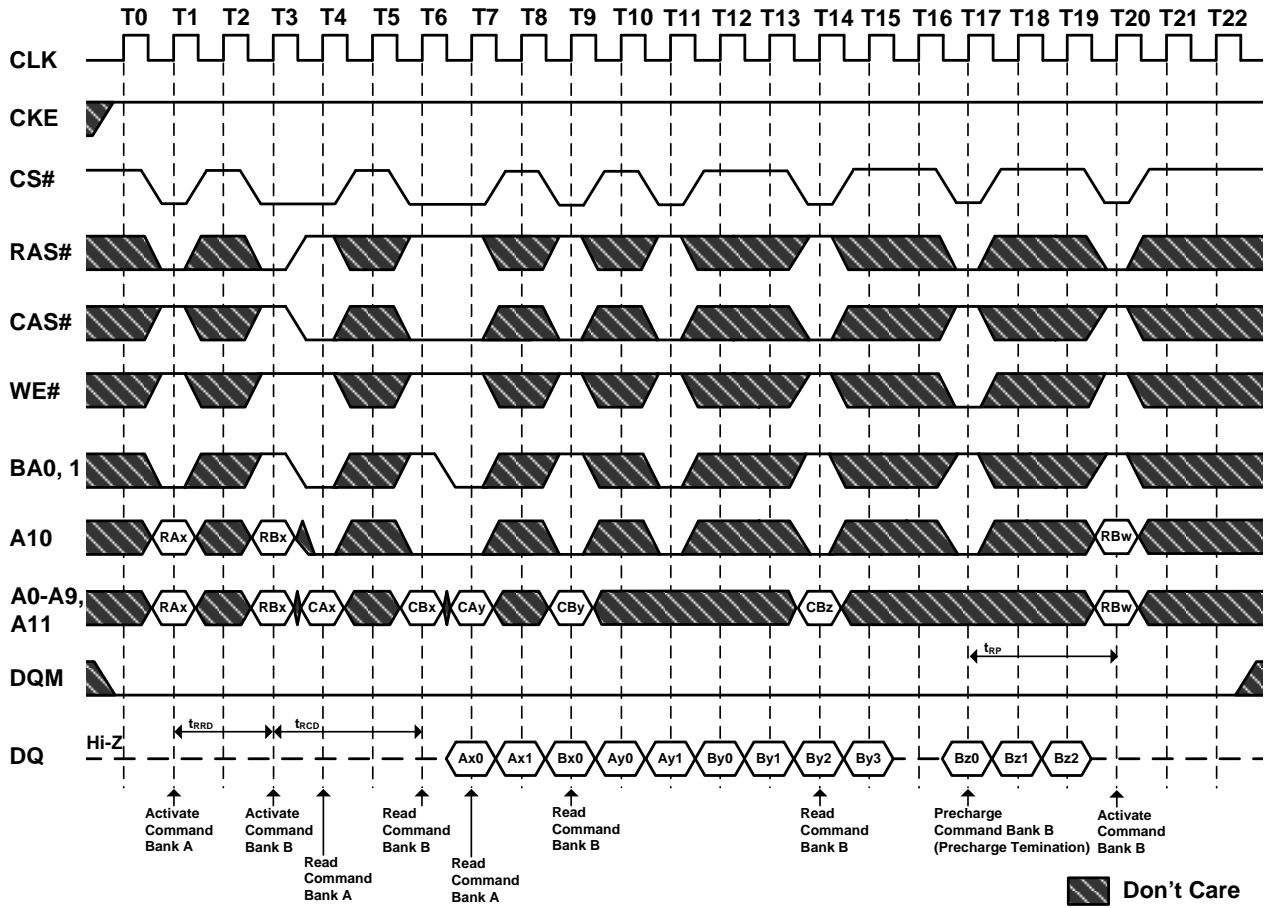 T0 T1 T2 T3 T4 T5 T6 T7 T8 T9 T10 T11 T12 T13 T14 T15 T16 T17 T18 T19 T20 T21 T22
CLK
CKE
CS#
RAS#
CAS#
WE#
BA0, 1
A10
RAx RBx RBw
A0-A9,
A11
RAx RBx CAx CBx CAy CBy CBz RBw
tRP
DQM
tRRD tRCD
Hi-Z
DQ
Ax0 Ax1 Bx0 Ay0 Ay1 By0 By1 By2 By3 Bz0 Bz1 Bz2
Activate
Command
Bank A
Activate
Command
Bank B
Read
Command
Bank A
Read
Command
Bank B
Read
Command
Bank A
Read
Command
Bank B
Read
Command
Bank B
Precharge
Command Bank B
(Precharge Temination)
Activate
Command
Bank B
Don't Care